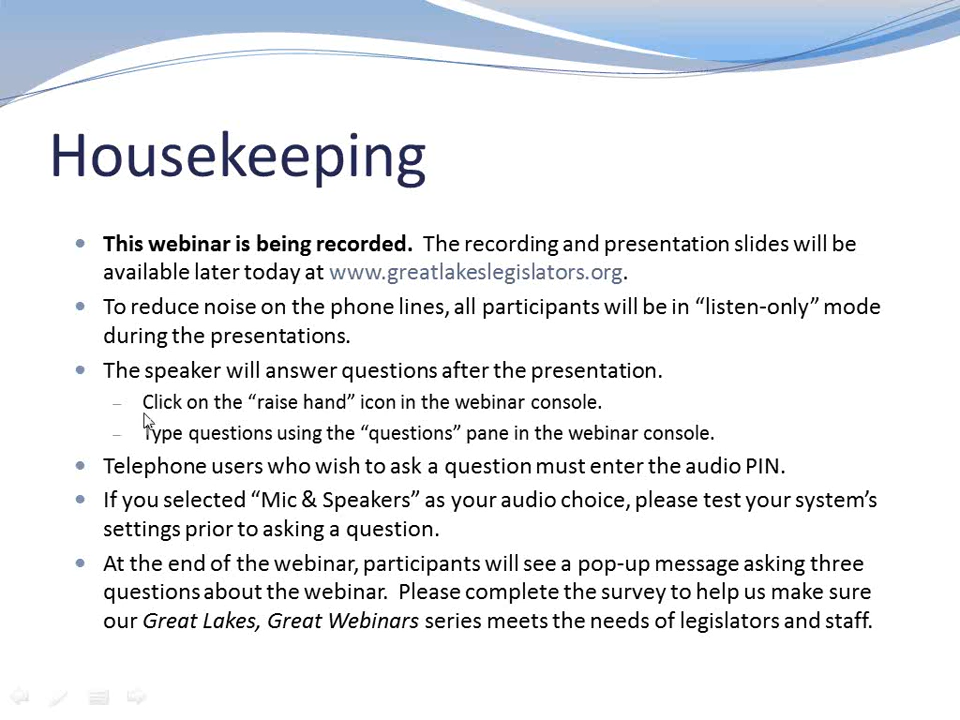 Housekeeping
• This webinar is being recorded. The recording and presentation slides will be
available later today at www.greatlakeslegislators.org.
• To reduce noise on the phone lines, all participants will be in “listen-only” mode
during the presentations.
• The speaker will answer questions after the presentation.
– Click on the “raise hand” icon in the webinar console.
– Type questions using the “questions” pane in the webinar console.
• Telephone users who wish to ask a question must enter the audio PIN.
• If you selected “Mic & Speakers” as your audio choice, please test your system’s
settings prior to asking a question.
• At the end of the webinar, participants will see a pop-up message asking three
questions about the webinar. Please complete the survey to help us make sure
our Great Lakes, Great Webinars series meets the needs of legislators and staff.